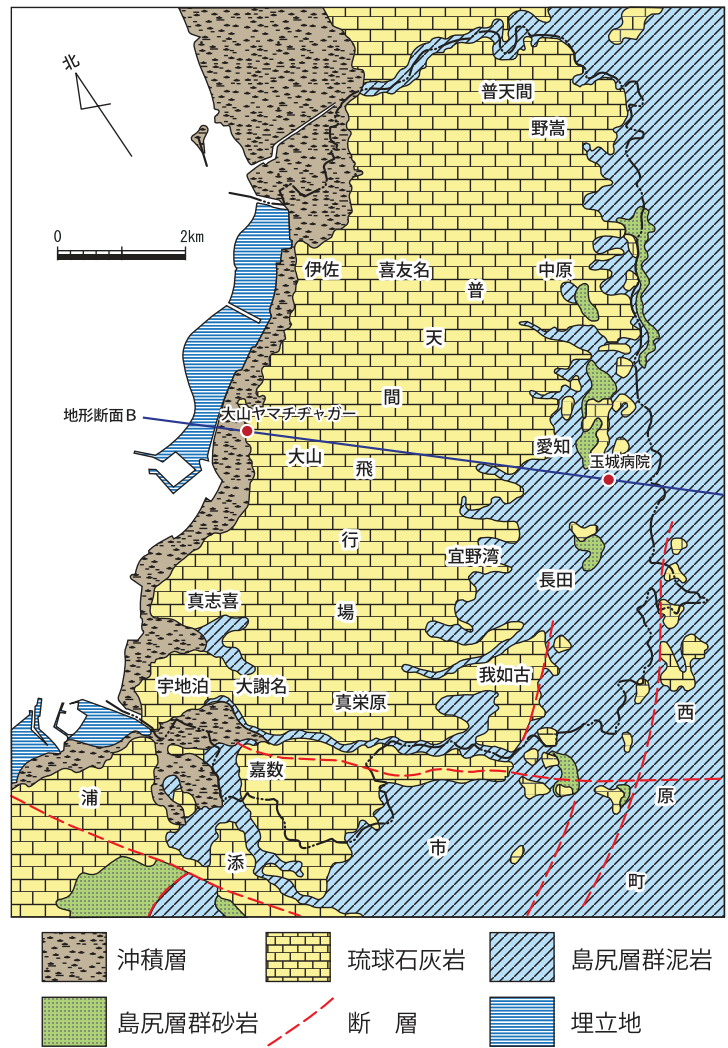 北
0 2km
普天間
野嵩
伊佐
喜友名
中原
普
天
間
飛
行
場
地形断面B
大山ヤマチヂャガー
大山
愛知
玉城病院
宜野湾
長田
真志喜
我如古
宇地泊
大謝名
真栄原
西
原
町
嘉数
浦
添
市
沖積層
琉球石灰岩
島尻層群泥岩
島尻層群砂岩
断 層
埋立地